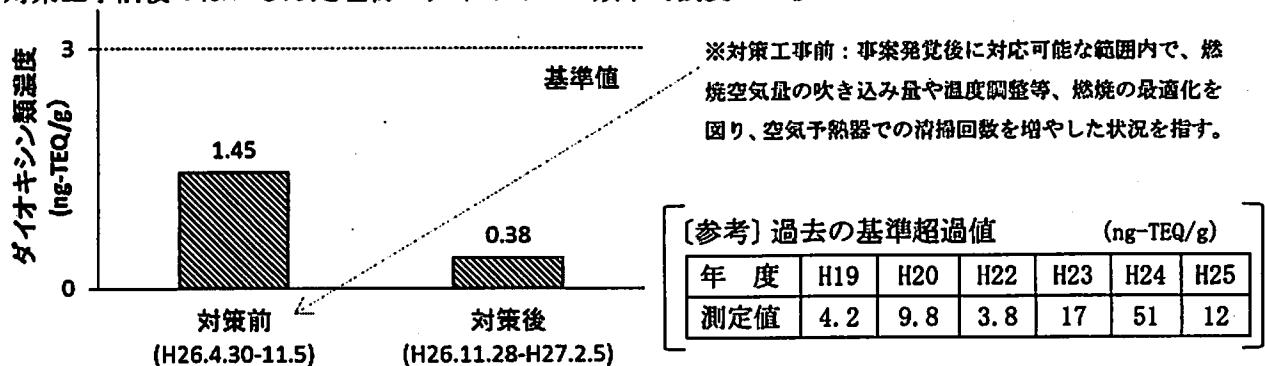 ダイオキシン類濃度
(ng-TEQ/g)
3
0
基準値
1.45
0.38
対策前
(H26.4.30-11.5)
対策後
(H26.11.28-H27.2.5)
※対策工事前：事案発覚後に対応可能な範囲内で、燃
焼空気量の吹き込み量や温度調整等、燃焼の最適化を
図り、空気予熱器での清掃回数を増やした状況を指す。
〔参考〕過去の基準超過値 (ng-TEQ/g)
年 度 H19 H20 H22 H23 H24 H25
測定値 4.2 9.8 3.8 17 51 12